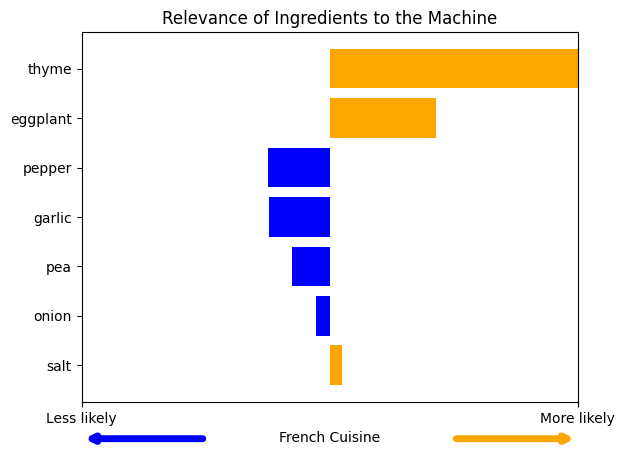 Relevance of Ingredients to the Machine
thyme
eggplant
pepper
garlic
pea
onion
salt
Less likely More likely
French Cuisine